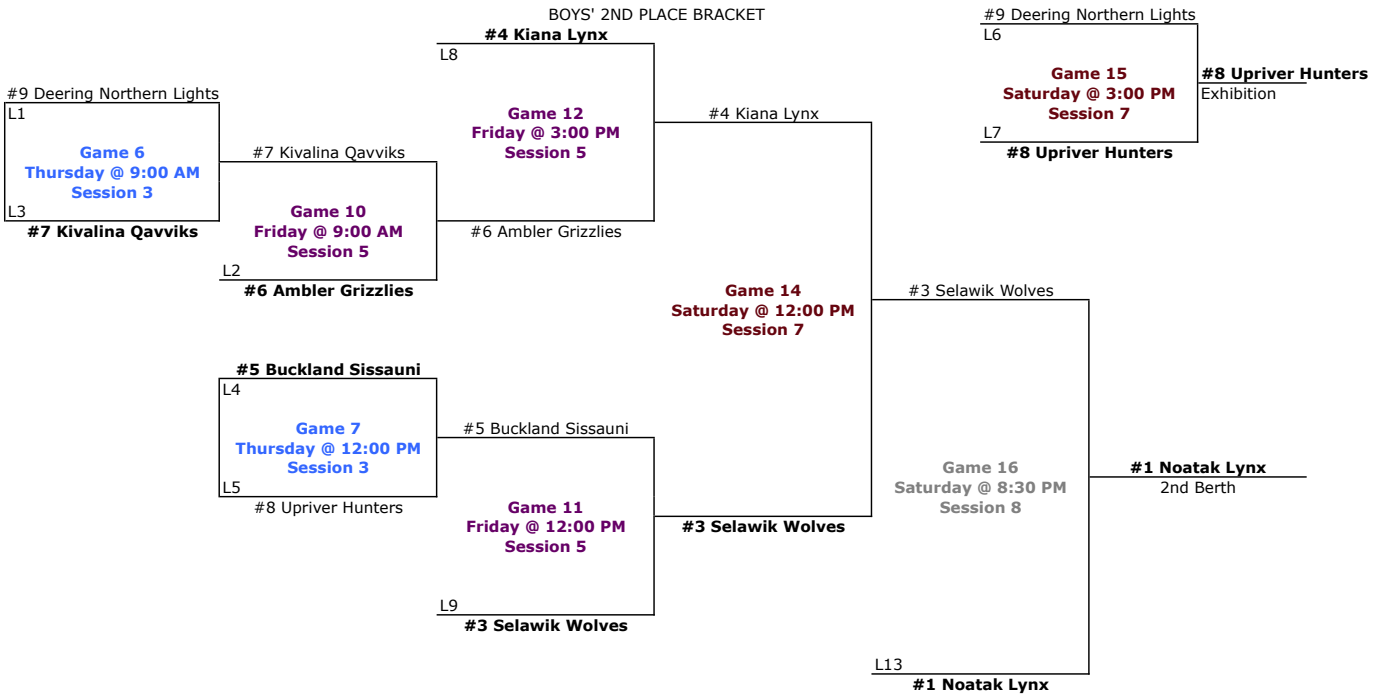 BOYS' 2ND PLACE BRACKET
#9 Deering Northern Lights
L6
Game 15
Saturday @ 3:00 PM
Session 7
L7
#8 Upriver Hunters
#8 Upriver Hunters
Exhibition
#4 Kiana Lynx
L8
Game 12
Friday @ 3:00 PM
Session 5
#4 Kiana Lynx
#9 Deering Northern Lights
L1
Game 6
Thursday @ 9:00 AM
Session 3
L3
#7 Kivalina Qavviks
#7 Kivalina Qavviks
Game 10
Friday @ 9:00 AM
Session 5
L2
#6 Ambler Grizzlies
#6 Ambler Grizzlies
Game 14
Saturday @ 12:00 PM
Session 7
#3 Selawik Wolves
#5 Buckland Sissauni
L4
Game 7
Thursday @ 12:00 PM
Session 3
L5
#8 Upriver Hunters
#5 Buckland Sissauni
Game 11
Friday @ 12:00 PM
Session 5
#3 Selawik Wolves
L9
#3 Selawik Wolves
Game 16
Saturday @ 8:30 PM
Session 8
#1 Noatak Lynx
2nd Berth
L13
#1 Noatak Lynx